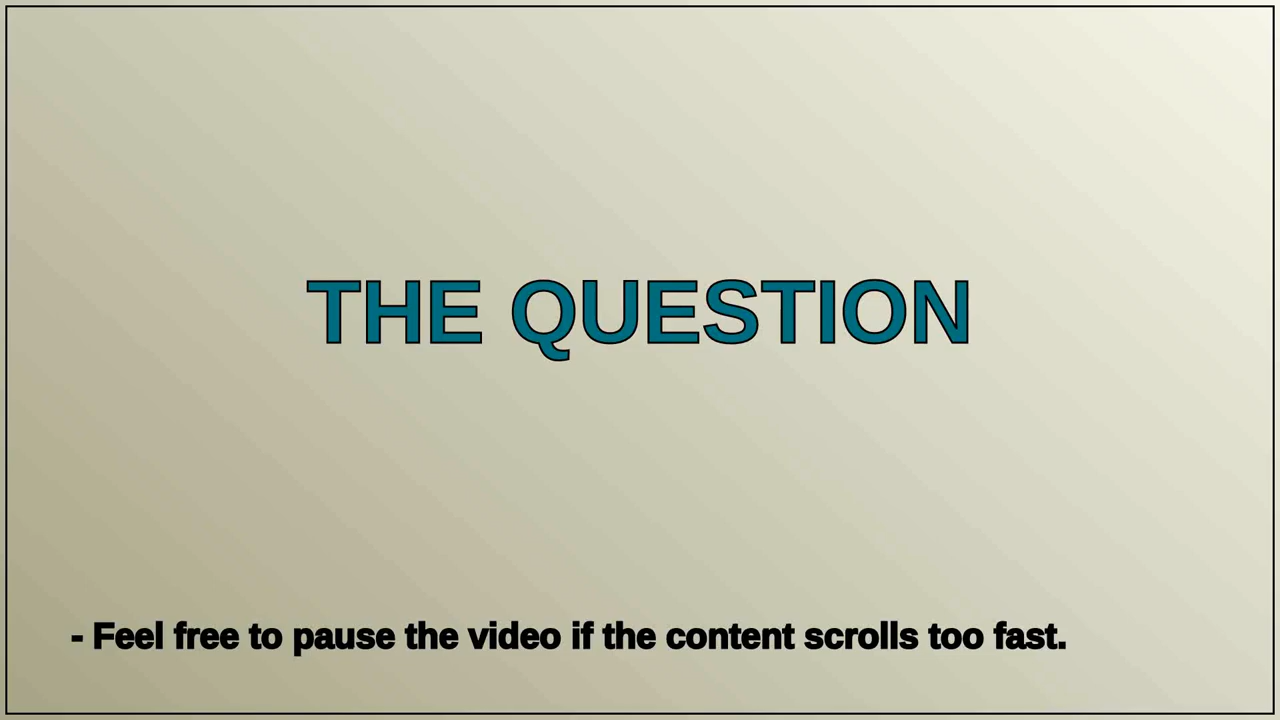 THE QUESTION
- Feel free to pause the video if the content scrolls too fast.